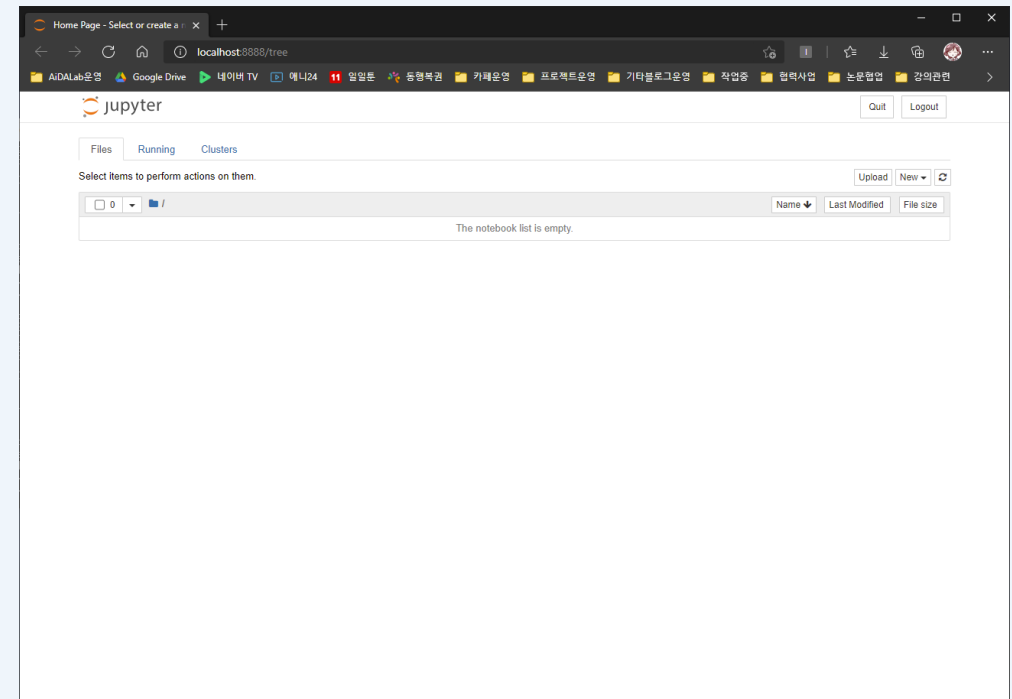 Home Page - Select or create a
localhost:8888/tree
AiDALab운영 Google Drive 네이버 TV 애니24 11 일일툰 동행복권 카페운영 프로젝트운영 기타블로그운영 작업중 협력사업 논문협업 강의관련
jupyter
Quit Logout
Files Running Clusters
Select items to perform actions on them.
Upload New
0 / Name Last Modified File size
The notebook list is empty.